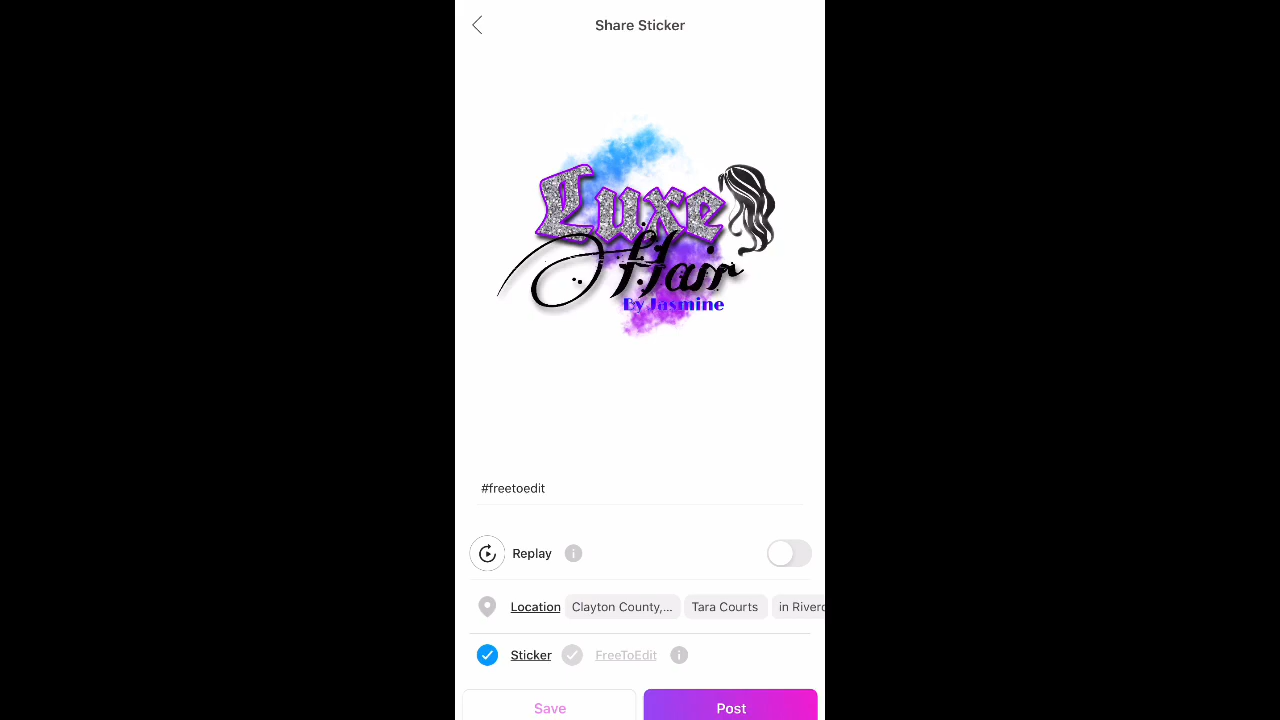 Share Sticker
Luxe
Hair
By Jasmine
#freetoedit
Replay
Location Clayton County,... Tara Courts in Riverd
Sticker FreeToEdit
Save Post